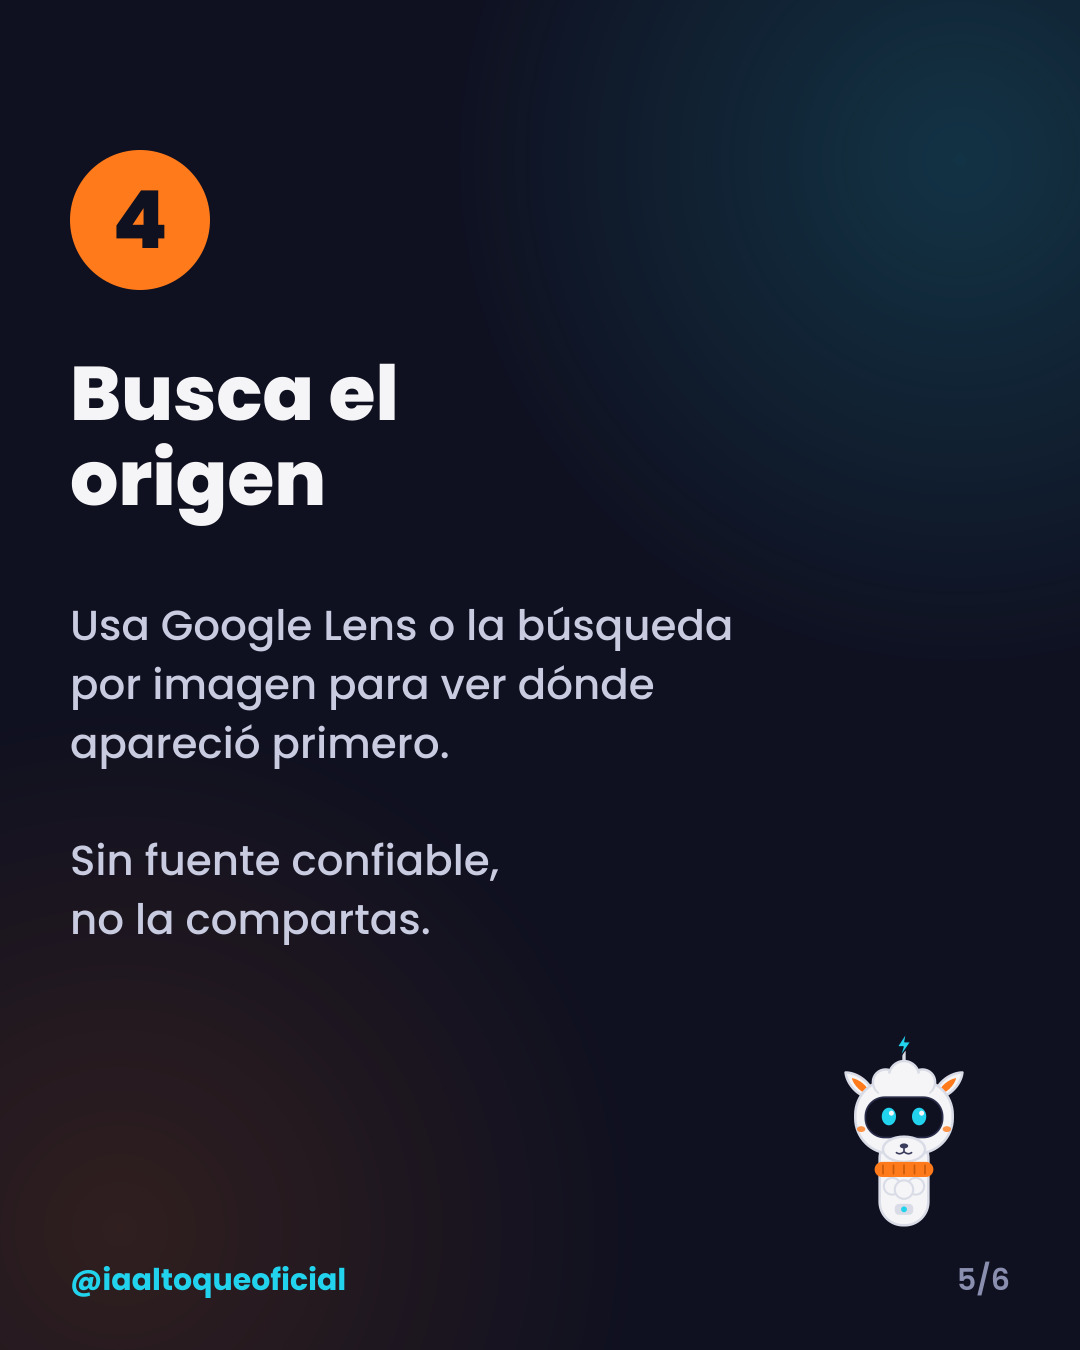 4
Busca el
origen
Usa Google Lens o la búsqueda
por imagen para ver dónde
apareció primero.
Sin fuente confiable,
no la compartas.
@iaaltoqueoficial
5/6